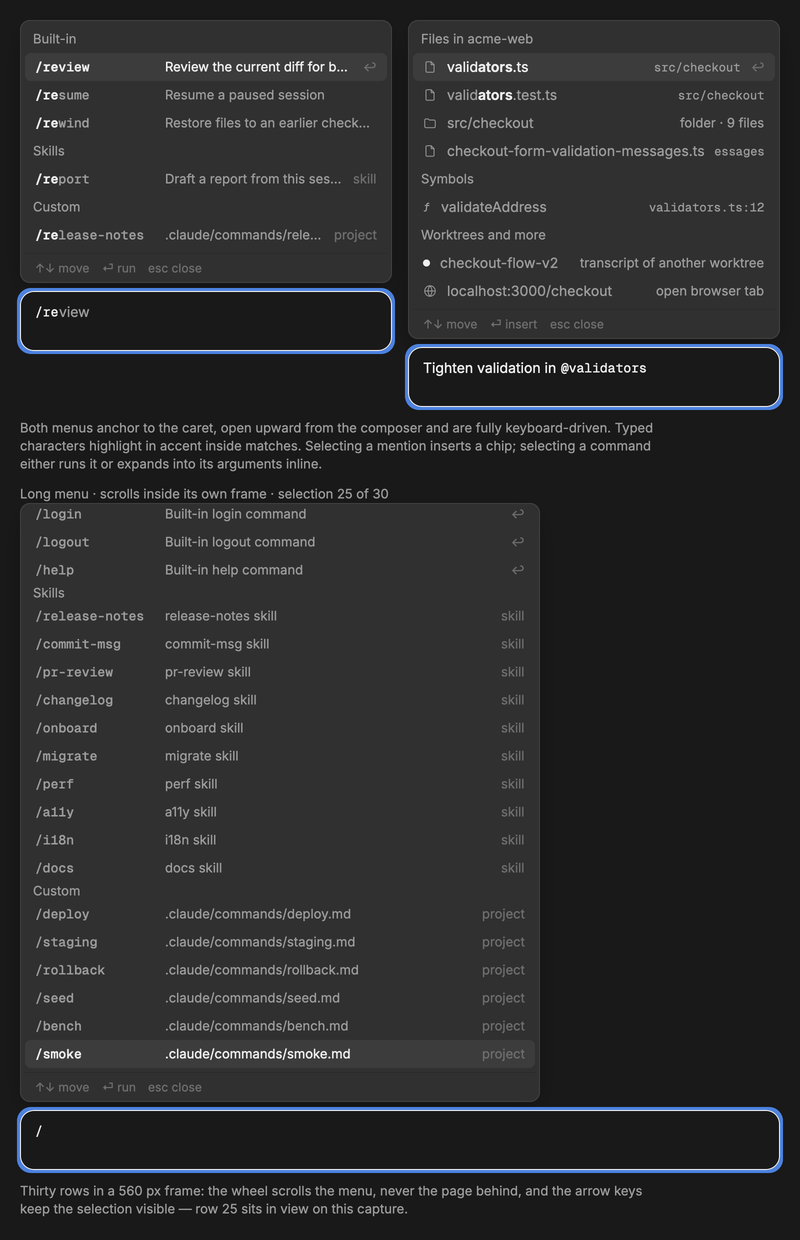 Built-in
/review Review the current diff for b... ↩
/resume Resume a paused session
/rewind Restore files to an earlier check...
Skills
/report Draft a report from this ses... skill
Custom
/release-notes .claude/commands/rele... project
↑↓ move ↩ run esc close
/review
Files in acme-web
validators.ts src/checkout ↩
validators.test.ts src/checkout
src/checkout folder · 9 files
checkout-form-validation-messages.ts essages
Symbols
f validateAddress validators.ts:12
Worktrees and more
checkout-flow-v2 transcript of another worktree
localhost:3000/checkout open browser tab
↑↓ move ↩ insert esc close
Tighten validation in @validators
Both menus anchor to the caret, open upward from the composer and are fully keyboard-driven. Typed
characters highlight in accent inside matches. Selecting a mention inserts a chip; selecting a command
either runs it or expands into its arguments inline.
Long menu · scrolls inside its own frame · selection 25 of 30
/login Built-in login command ↩
/logout Built-in logout command ↩
/help Built-in help command ↩
Skills
/release-notes release-notes skill skill
/commit-msg commit-msg skill skill
/pr-review pr-review skill skill
/changelog changelog skill skill
/onboard onboard skill skill
/migrate migrate skill skill
/perf perf skill skill
/a11y a11y skill skill
/i18n i18n skill skill
/docs docs skill skill
Custom
/deploy .claude/commands/deploy.md project
/staging .claude/commands/staging.md project
/rollback .claude/commands/rollback.md project
/seed .claude/commands/seed.md project
/bench .claude/commands/bench.md project
/smoke .claude/commands/smoke.md project
↑↓ move ↩ run esc close
/
Thirty rows in a 560 px frame: the wheel scrolls the menu, never the page behind, and the arrow keys
keep the selection visible — row 25 sits in view on this capture.